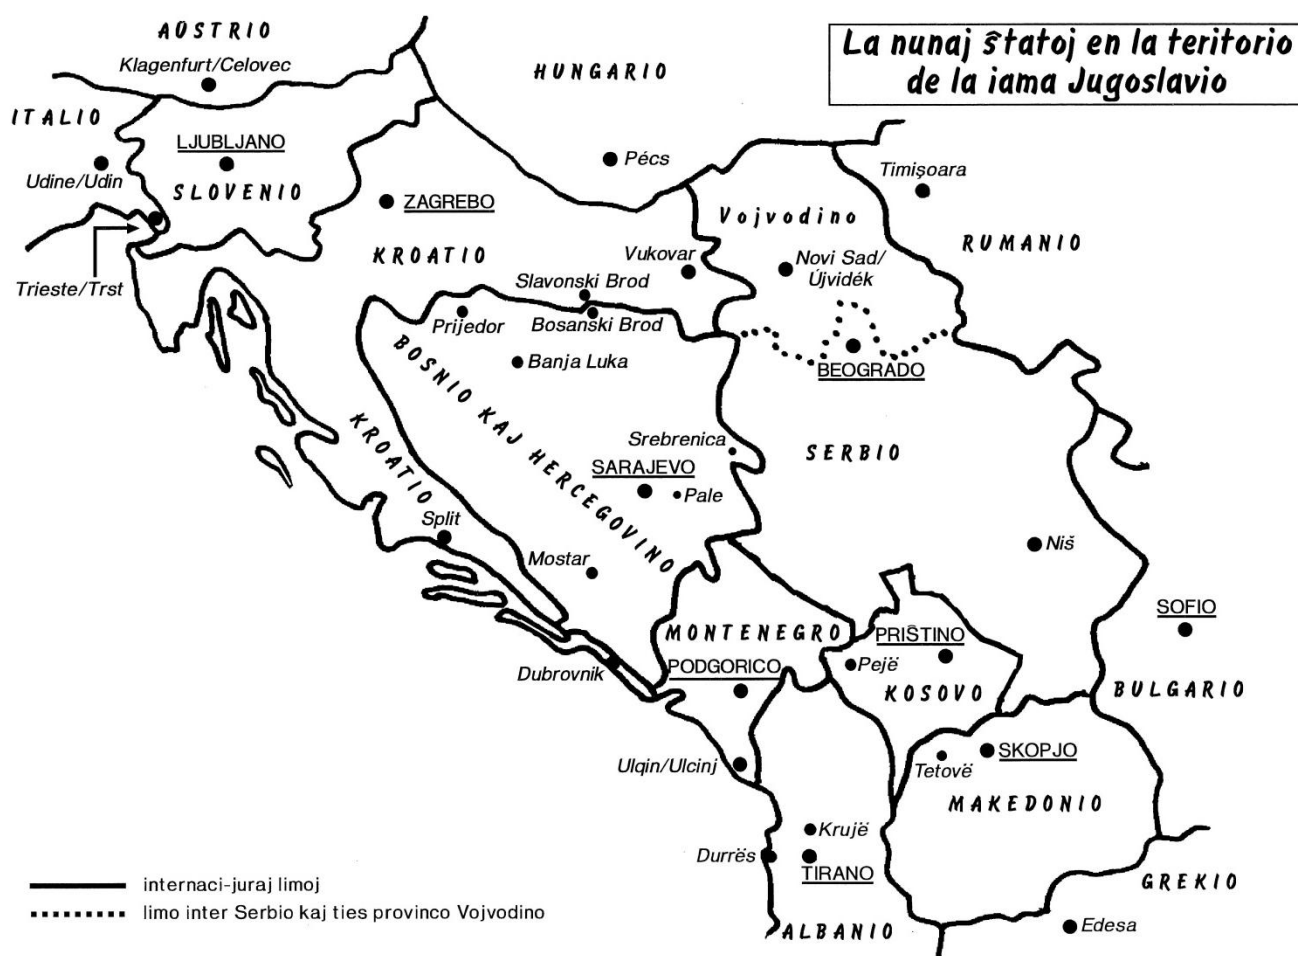 La nunaj ŝtatoj en la teritorio
de la iama Jugoslavio
AŬSTRIO
Klagenfurt/Celovec
HUNGARIO
ITALIO
LJUBLJANO
Udine/Udin
SLOVENIO
Pécs
Timişoara
ZAGREBO
Vojvodino
RUMANIO
KROATIO
Vukovar
Novi Sad/
Újvidék
Trieste/Trst
Slavonski Brod
Prijedor
Bosanski Brod
Banja Luka
BEOGRADO
BOSNIO KAJ HERCEGOVINO
KROATIO
Srebrenica
SERBIO
SARAJEVO
Pale
Split
Mostar
Niš
SOFIO
MONTENEGRO
PRIŜTINO
Dubrovnik
PODGORICO
Pejë
KOSOVO
BULGARIO
Ulqin/Ulcinj
Tetovë
SKOPJO
MAKEDONIO
Krujë
Durrës
TIRANO
GREKIO
ALBANIO
Edesa
internaci-juraj limoj
limo inter Serbio kaj ties provinco Vojvodino